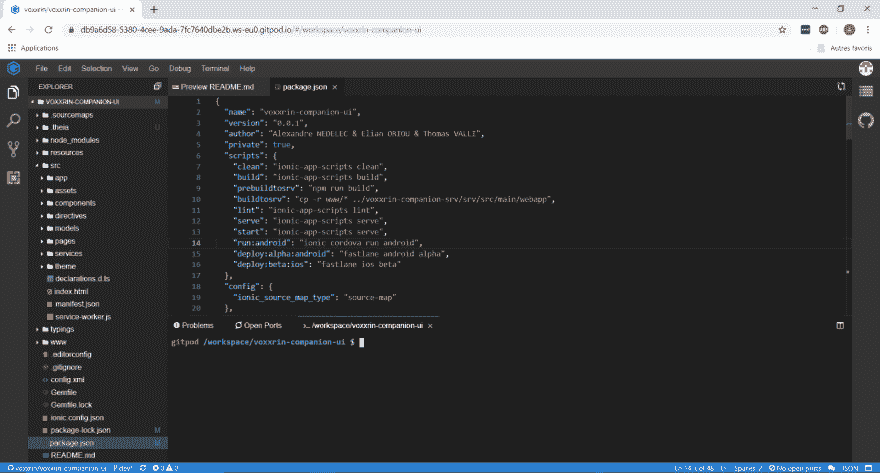 voxxrin/voxxrin-companion-ui
db9a6d58-5380-4cee-9ada-7fc7640dbe2b.ws-eu0.gitpod.io/#/workspace/voxxrin-companion-ui
Applications
Autres favoris
File Edit Selection View Go Debug Terminal Help
EXPLORER
VOXXRIN-COMPANION-UI M
.sourcemaps
.theia U
node_modules
resources
src
app
assets
components
directives
models
pages
services
theme
declarations.d.ts
index.html
manifest.json
service-worker.js
typings
www
.editorconfig
.gitignore
config.xml
Gemfile
Gemfile.lock
ionic.config.json
package-lock.json M
package.json M
README.md
Preview README.md package.json
1 {
2 "name": "voxxrin-companion-ui",
3 "version": "0.0.1",
4 "author": "Alexandre NEDELEC & Elian ORIOU & Thomas VALLI",
5 "private": true,
6 "scripts": {
7 "clean": "ionic-app-scripts clean",
8 "build": "ionic-app-scripts build",
9 "prebuildtosrv": "npm run build",
10 "buildtosrv": "cp -r www/* ../voxxrin-companion-srv/srv/src/main/webapp",
11 "lint": "ionic-app-scripts lint",
12 "serve": "ionic-app-scripts serve",
13 "start": "ionic-app-scripts serve",
14 "run:android": "ionic cordova run android",
15 "deploy:alpha:android": "fastlane android alpha",
16 "deploy:beta:ios": "fastlane ios beta"
17 },
18 "config": {
19 "ionic_source_map_type": "source-map"
20 },
Problems Open Ports /workspace/voxxrin-companion-ui
gitpod /workspace/voxxrin-companion-ui $
voxxrin/voxxrin-companion-ui dev* Ln 14, Col 46 Spaces: 2 No open ports JSON